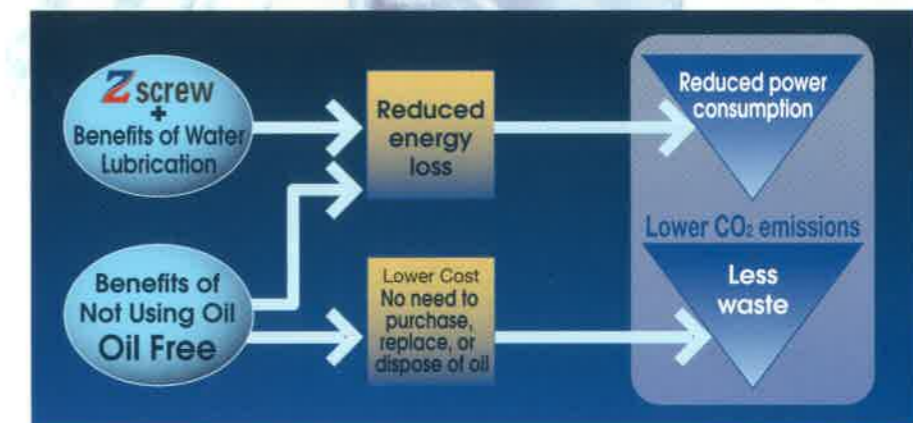 Z screw
+
Benefits of Water
Lubrication
Reduced
energy
loss
Reduced power
consumption
Lower CO₂ emissions
Benefits of
Not Using Oil
Oil Free
Lower Cost
No need to
purchase,
replace, or
dispose of oil
Less
waste